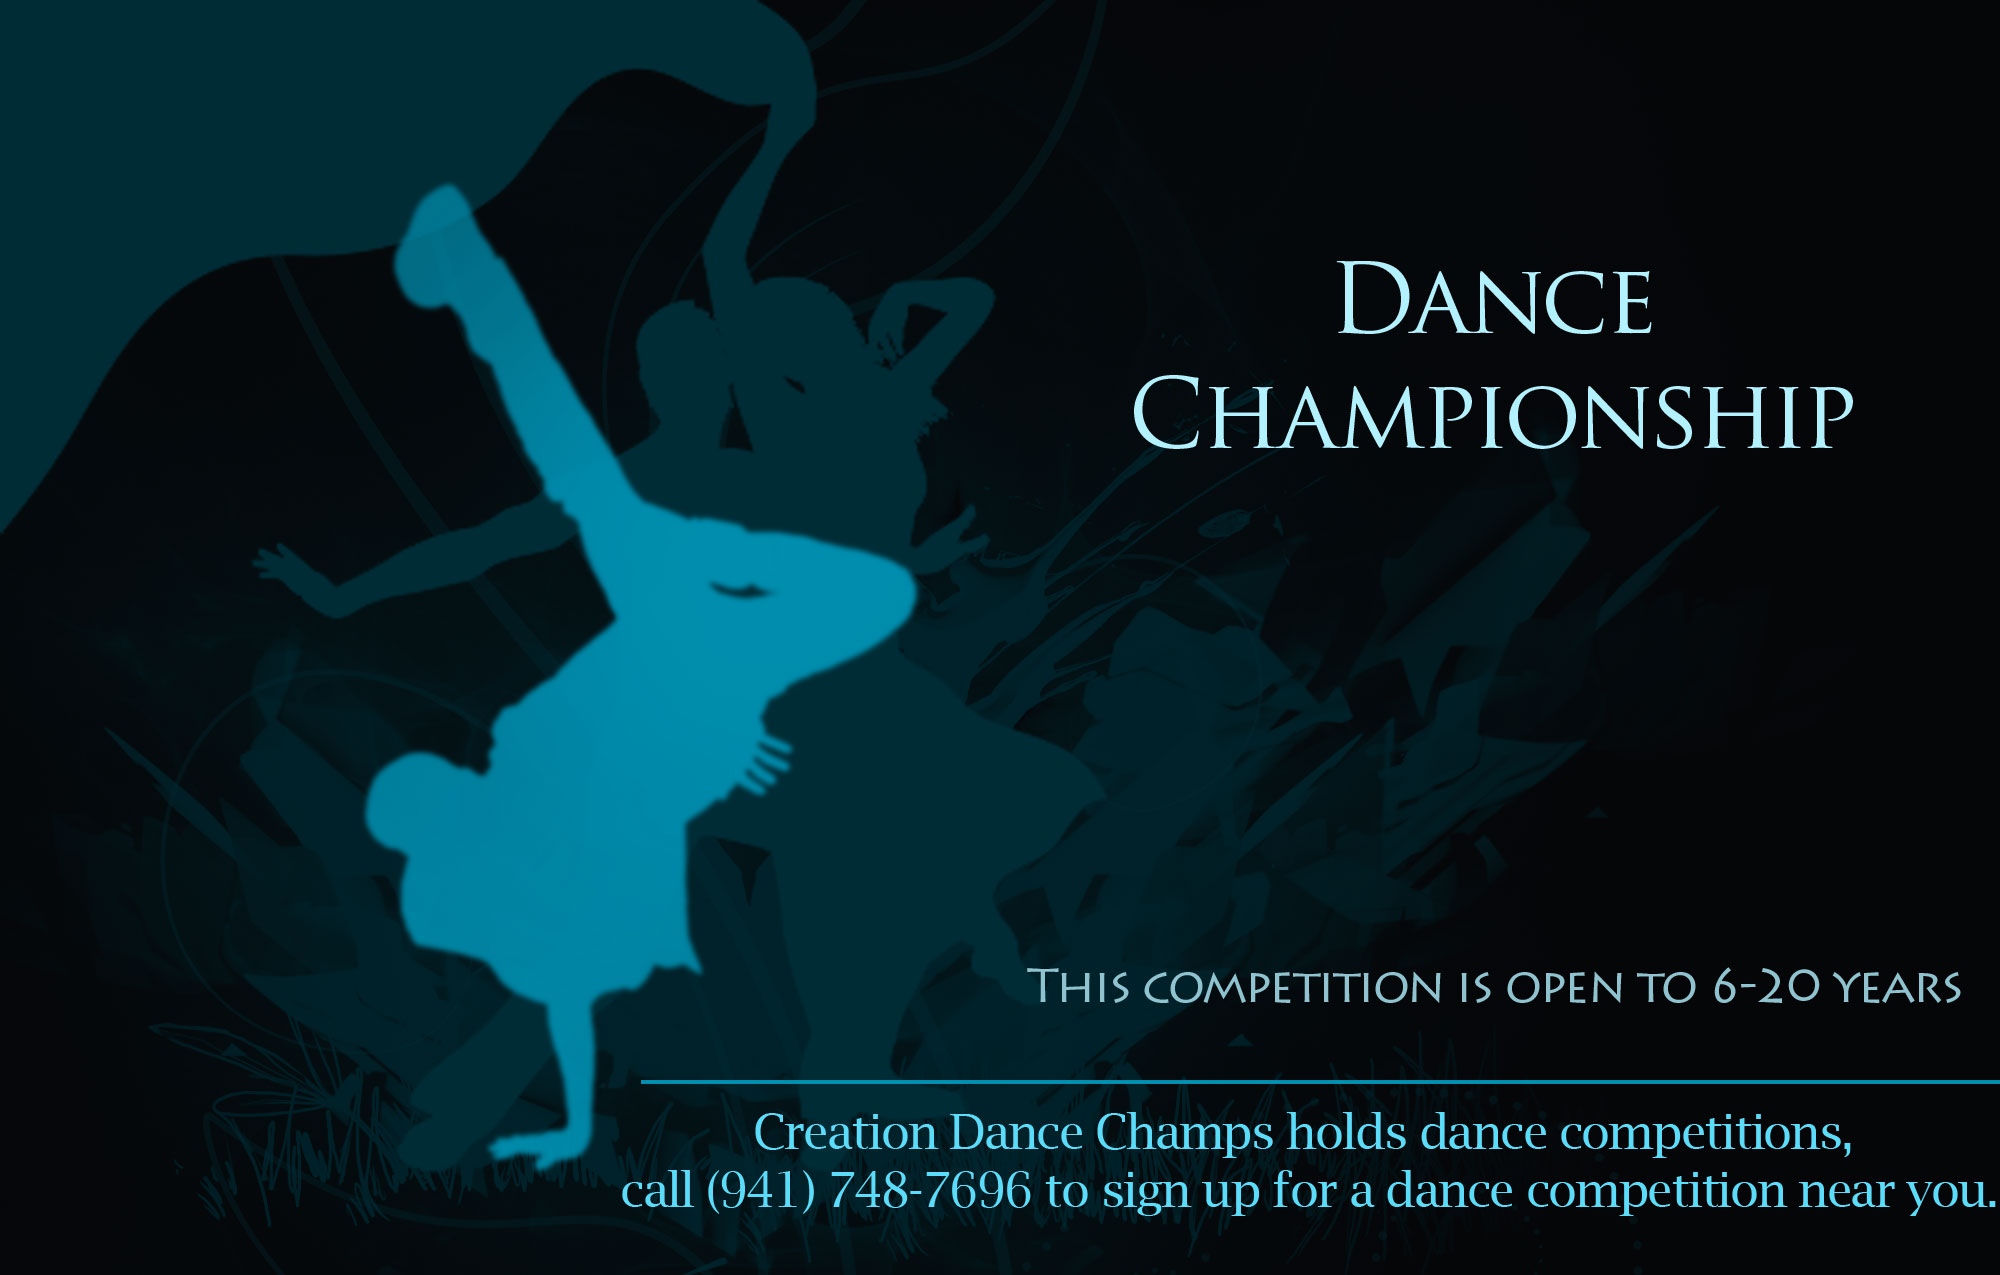 Dance
Championship
This competition is open to 6-20 years
Creation Dance Champs holds dance competitions,
call (941) 748-7696 to sign up for a dance competition near you.